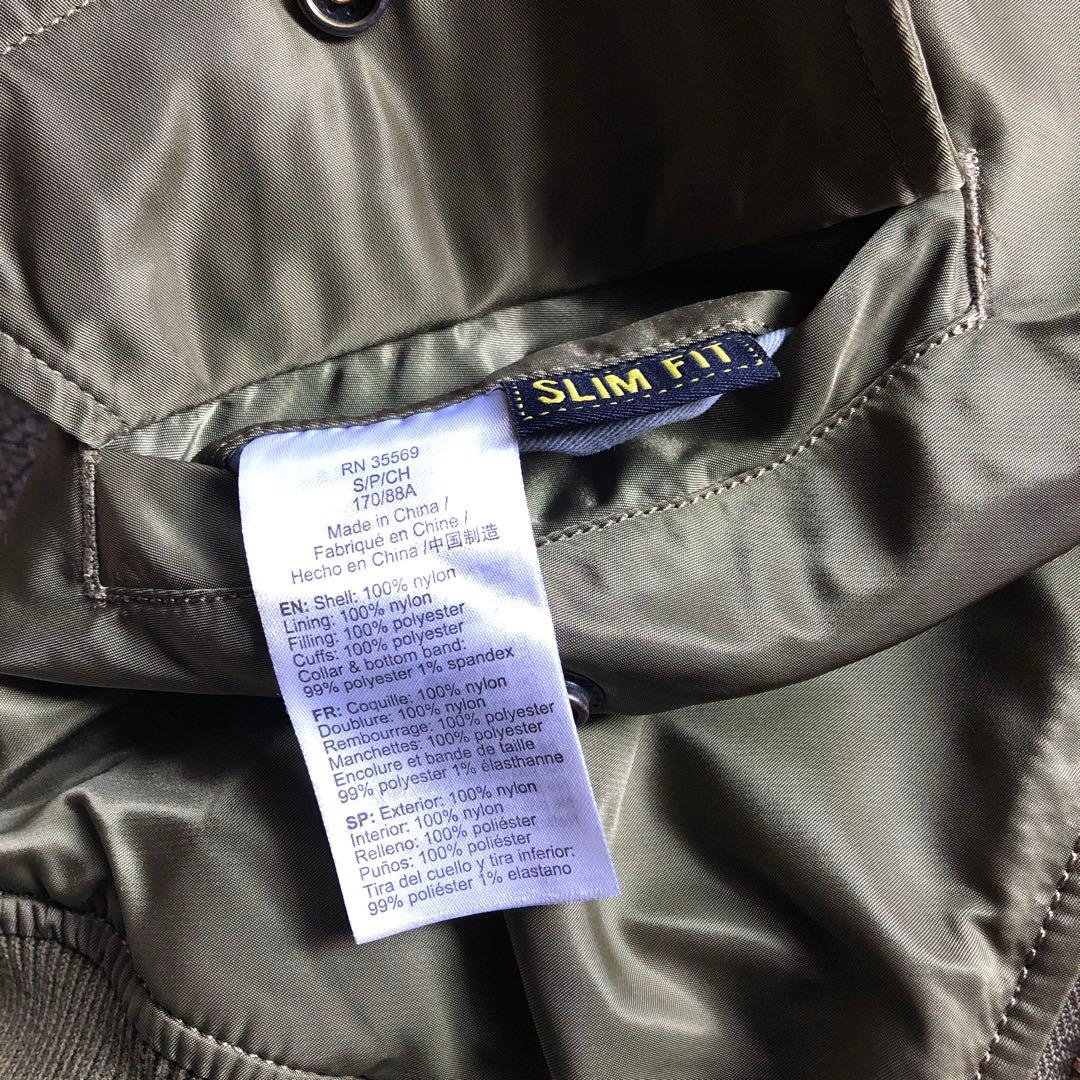 SLIM FIT
RN 35569
S/P/CH
170/88A
Made in China /
Fabriqué en Chine /
Hecho en China /中国制造
EN: Shell: 100% nylon
Lining: 100% nylon
Filling: 100% polyester
Cuffs: 100% polyester
Collar & bottom band:
99% polyester 1% spandex
FR: Coquille: 100% nylon
Doublure: 100% nylon
Rembourrage: 100% polyester
Manchettes: 100% polyester
Encolure et bande de taille
99% polyester 1% élasthanne
SP: Exterior: 100% nylon
Interior: 100% nylon
Relleno: 100% poliéster
Puños: 100% poliéster
Tira del cuello y tira inferior:
99% poliéster 1% elastano